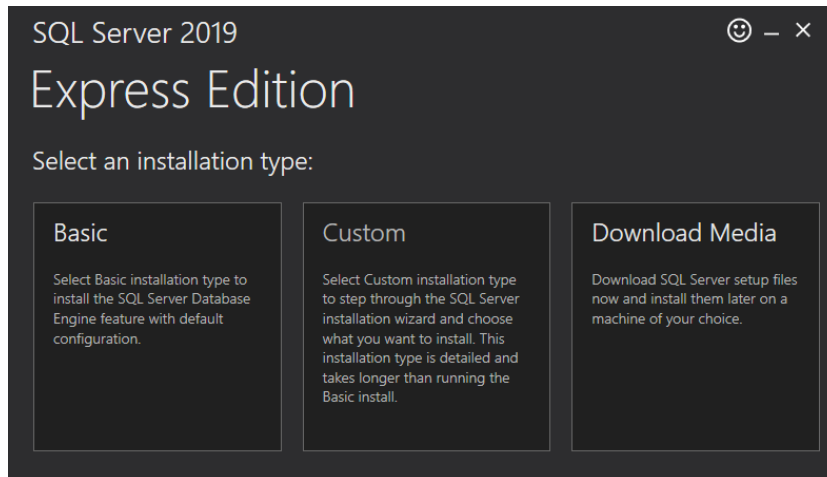 SQL Server 2019
Express Edition
Select an installation type:
Basic
Select Basic installation type to
install the SQL Server Database
Engine feature with default
configuration.
Custom
Select Custom installation type
to step through the SQL Server
installation wizard and choose
what you want to install. This
installation type is detailed and
takes longer than running the
Basic install.
Download Media
Download SQL Server setup files
now and install them later on a
machine of your choice.